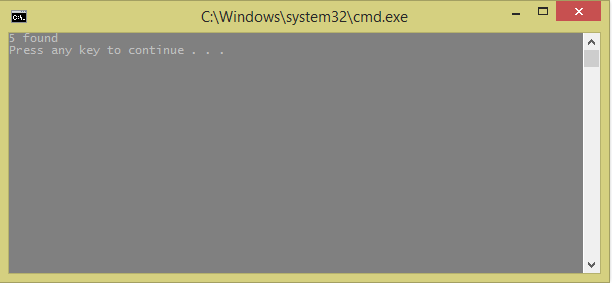 C:\Windows\system32\cmd.exe
5 found
Press any key to continue . . .